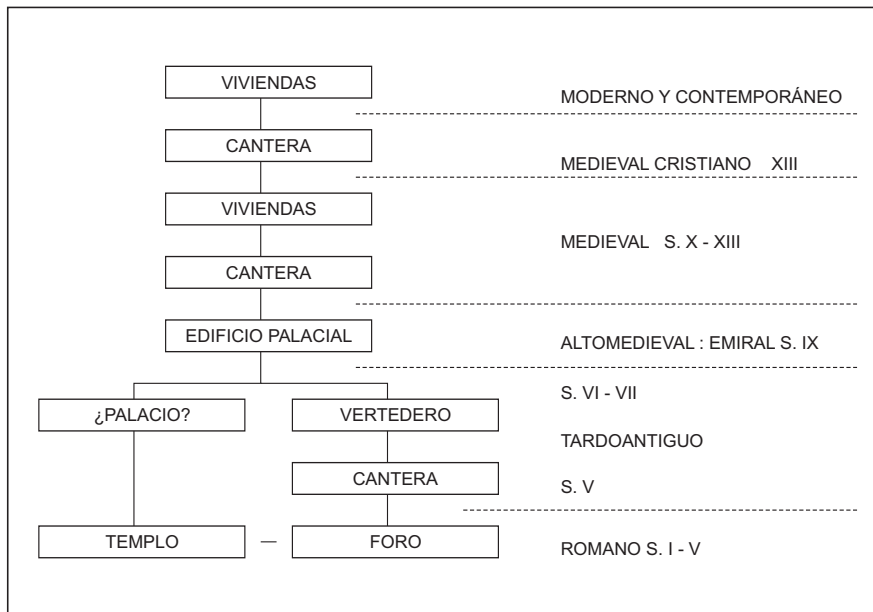 VIVIENDAS
MODERNO Y CONTEMPORÁNEO
CANTERA
MEDIEVAL CRISTIANO XIII
VIVIENDAS
MEDIEVAL S. X - XIII
CANTERA
EDIFICIO PALACIAL
ALTOMEDIEVAL : EMIRAL S. IX
S. VI - VII
¿PALACIO?
VERTEDERO
TARDOANTIGUO
CANTERA
S. V
TEMPLO — FORO
ROMANO S. I - V